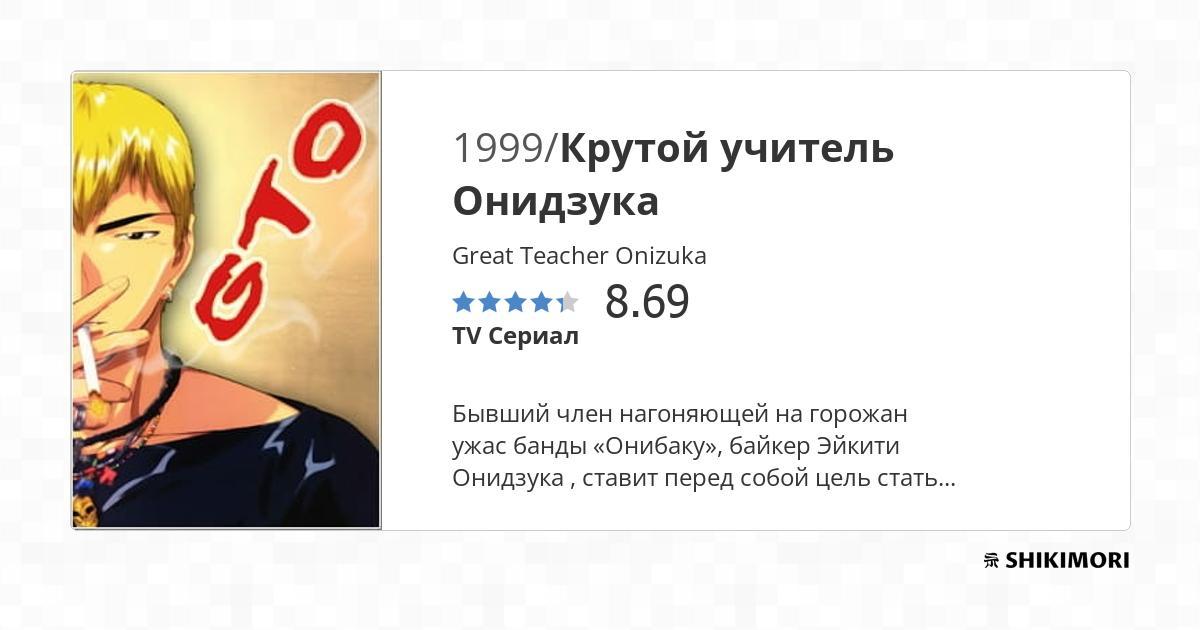 GTO
1999/Крутой учитель
Онидзука
Great Teacher Onizuka
8.69
TV Сериал
Бывший член нагоняющей на горожан
ужас банды «Онибаку», байкер Эйкити
Онидзука , ставит перед собой цель стать...
SHIKIMORI